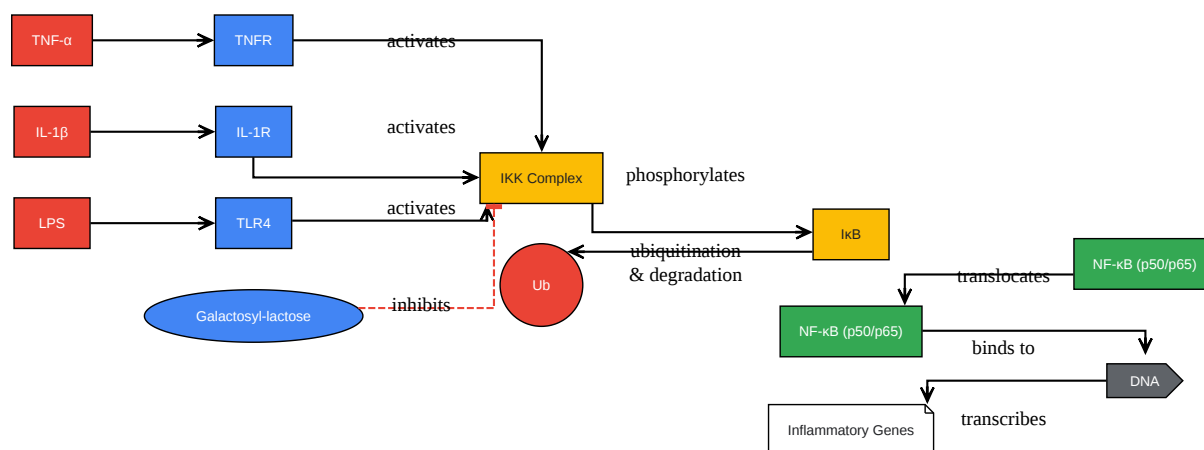 TNF-α
TNFR
activates
IL-1β
IL-1R
activates
IKK Complex
phosphorylates
LPS
TLR4
activates
IκB
ubiquitination
& degradation
NF-κB (p50/p65)
translocates
Ub
Galactosyl-lactose
inhibits
NF-κB (p50/p65)
binds to
DNA
transcribes
Inflammatory Genes